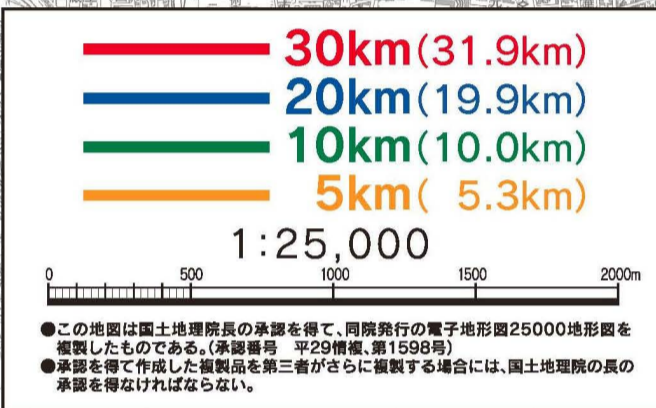 30km(31.9km)
20km(19.9km)
10km(10.0km)
5km( 5.3km)
1:25,000
0 500 1000 1500 2000m
●この地図は国土地理院長の承認を得て、同院発行の電子地形図25000地形図を
複製したものである。(承認番号 平29情複、第1598号)
●承認を得て作成した複製品を第三者がさらに複製する場合には、国土地理院の長の
承認を得なければならない。